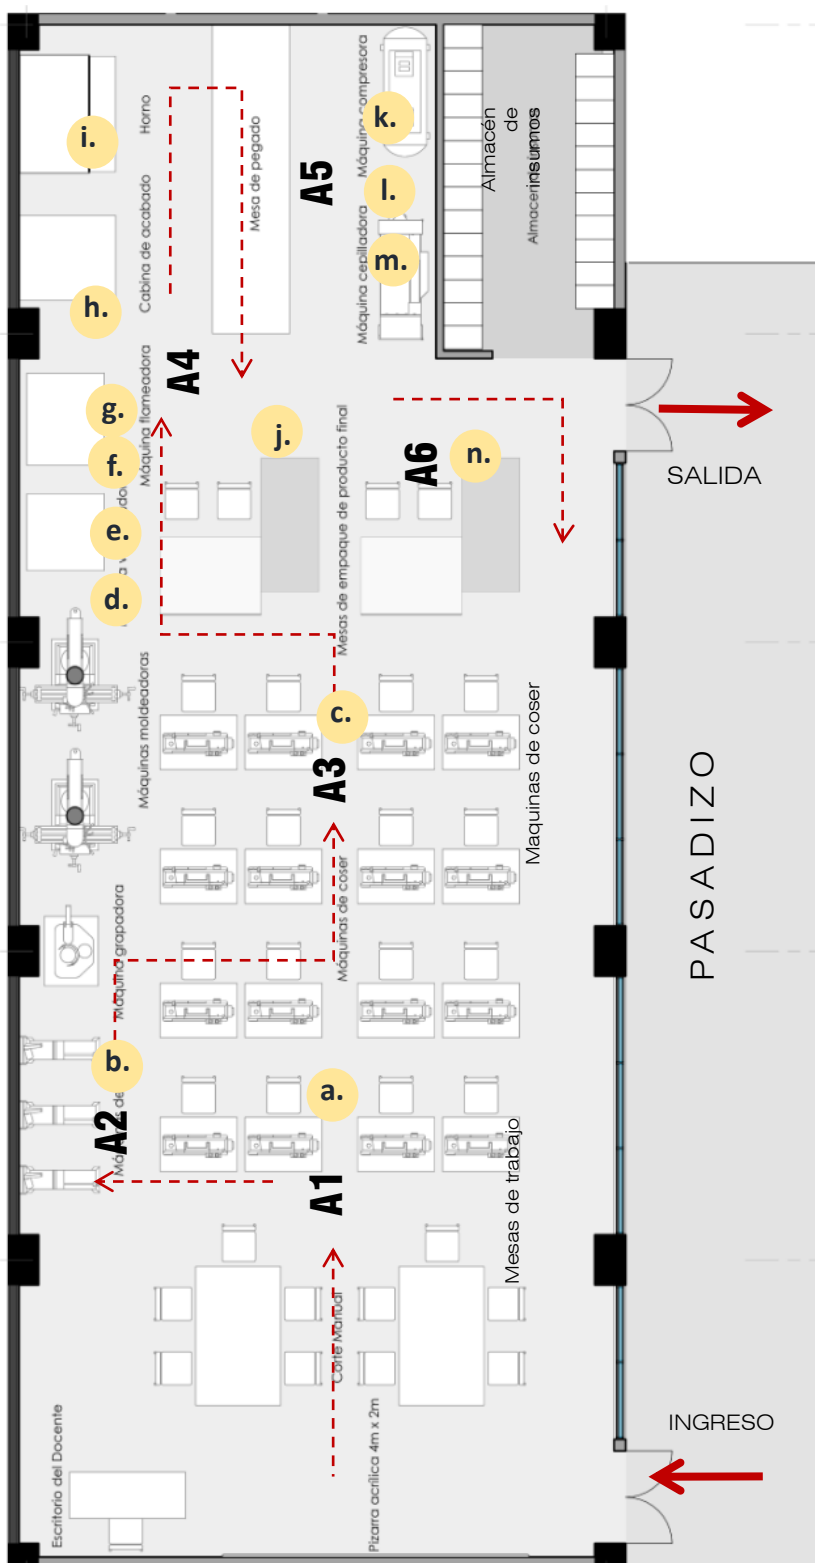 Horno
Cabina de acabado
Mesa de pegado
Máquina compresora
Máquina cepilladora
Almacén
de
insumos
i.
k.
l.
m.
h.
A5
A4
g.
f.
Máquina flameadora
e.
d.
j.
Mesas de empaque de producto final
A6
n.
SALIDA
Máquinas moldeadoras
c.
A3
Maquinas de coser
Máquinas de coser
PASADIZO
Máquina grapadora
b.
a.
A2
A1
Mesas de trabajo
Corte Manual
Escritorio del Docente
Pizarra acrílica 4m x 2m
INGRESO